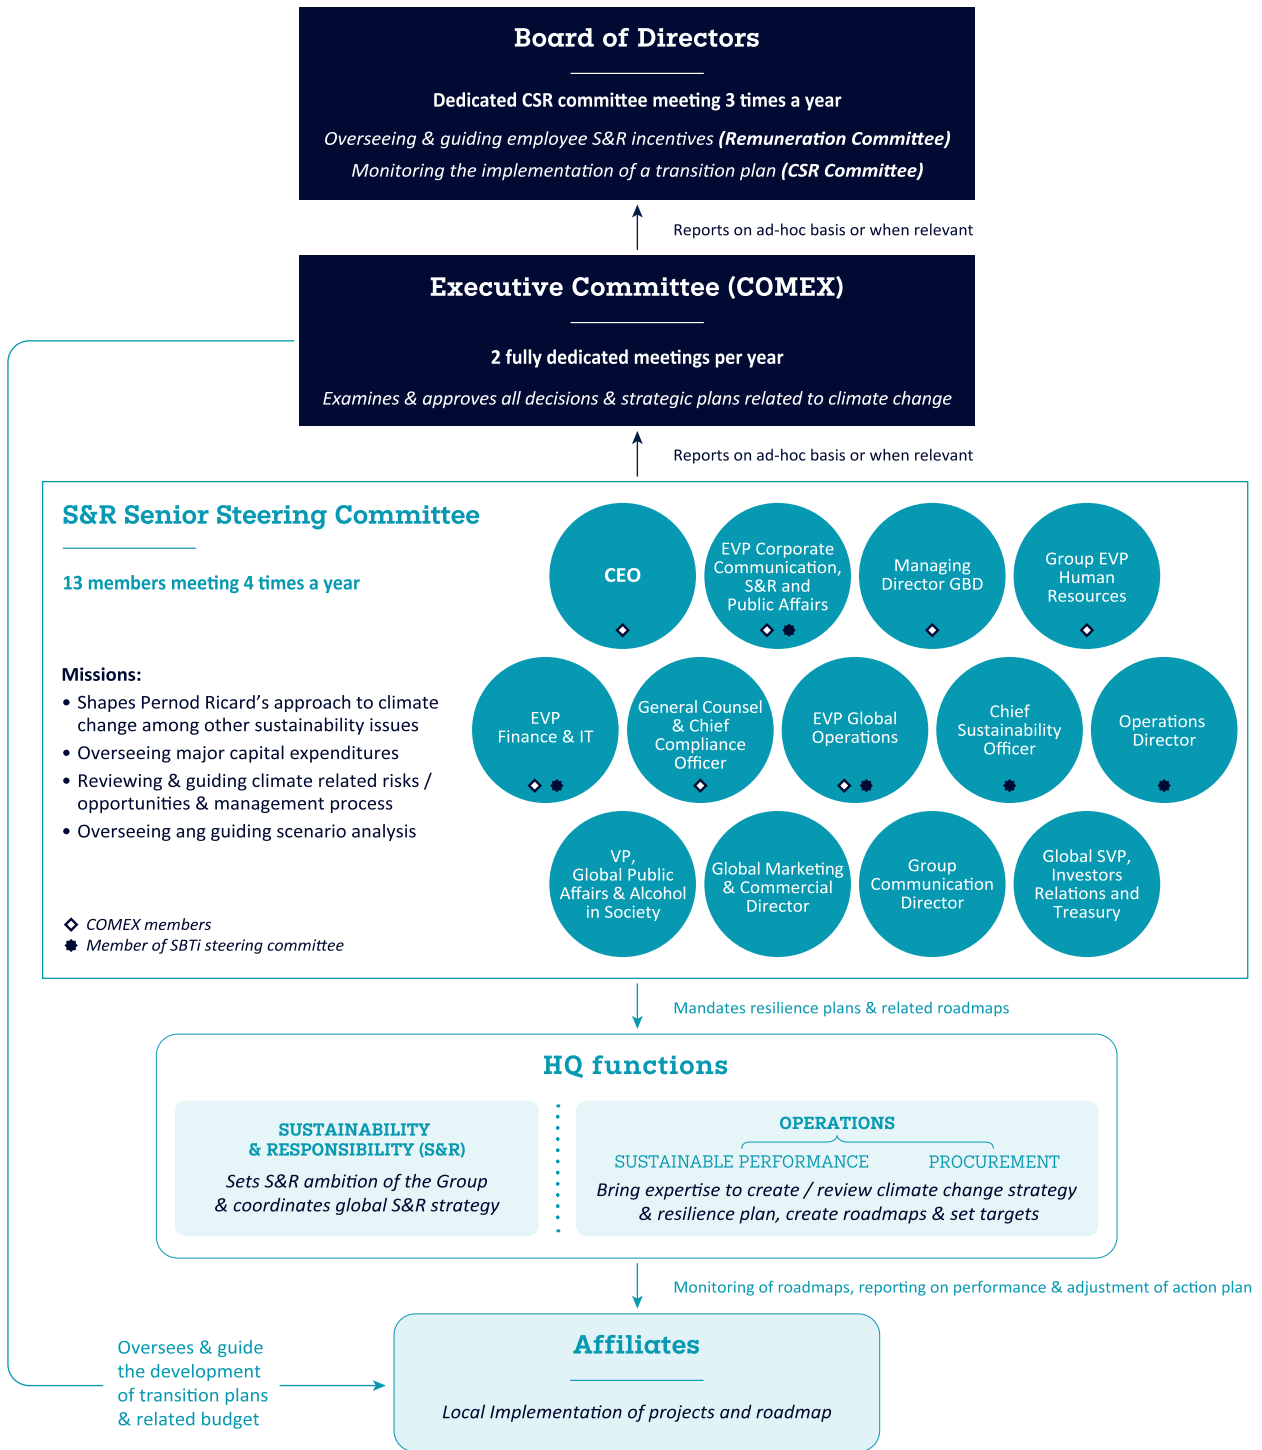 Board of Directors
Dedicated CSR committee meeting 3 times a year
Overseeing & guiding employee S&R incentives (Remuneration Committee)
Monitoring the implementation of a transition plan (CSR Committee)
Reports on ad-hoc basis or when relevant
Executive Committee (COMEX)
2 fully dedicated meetings per year
Examines & approves all decisions & strategic plans related to climate change
Reports on ad-hoc basis or when relevant
S&R Senior Steering Committee
13 members meeting 4 times a year
Missions:
• Shapes Pernod Ricard’s approach to climate
change among other sustainability issues
• Overseeing major capital expenditures
• Reviewing & guiding climate related risks /
opportunities & management process
• Overseeing ang guiding scenario analysis
COMEX members
Member of SBTi steering committee
CEO
EVP Corporate
Communication,
S&R and
Public Affairs
Managing
Director GBD
Group EVP
Human
Resources
EVP
Finance & IT
General Counsel
& Chief
Compliance
Officer
EVP Global
Operations
Chief
Sustainability
Officer
Operations
Director
VP,
Global Public
Affairs & Alcohol
in Society
Global Marketing
& Commercial
Director
Group
Communication
Director
Global SVP,
Investors
Relations and
Treasury
Mandates resilience plans & related roadmaps
HQ functions
SUSTAINABILITY
& RESPONSIBILITY (S&R)
Sets S&R ambition of the Group
& coordinates global S&R strategy
OPERATIONS
SUSTAINABLE PERFORMANCE
PROCUREMENT
Bring expertise to create / review climate change strategy
& resilience plan, create roadmaps & set targets
Monitoring of roadmaps, reporting on performance & adjustment of action plan
Oversees & guide
the development
of transition plans
& related budget
Affiliates
Local Implementation of projects and roadmap